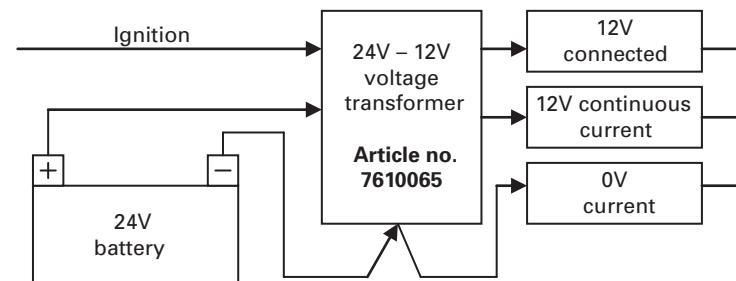 Ignition
24V – 12V
voltage
transformer
Article no.
7610065
12V
connected
12V continuous
current
0V
current
+
−
24V
battery